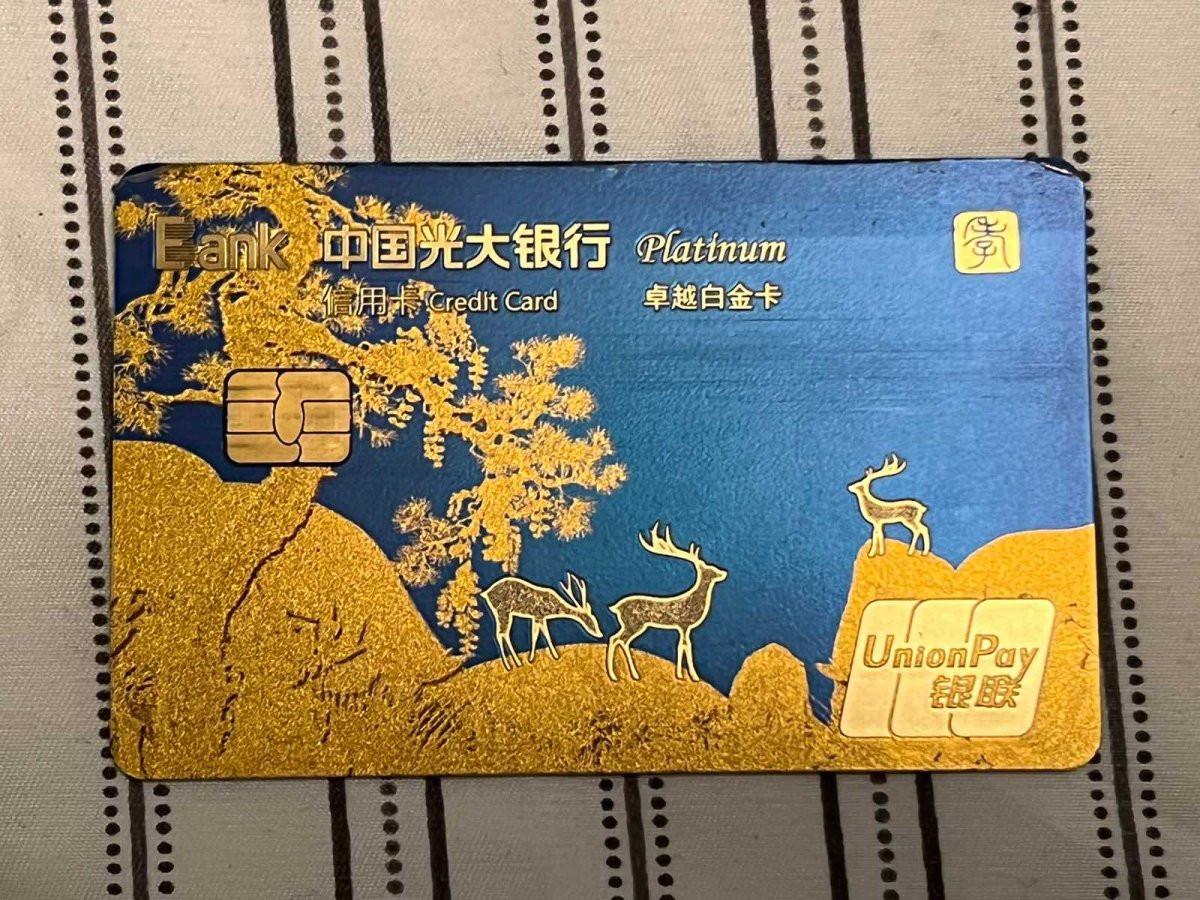 Bank 中国光大银行 Platinum
信用卡 Credit Card 卓越白金卡
UnionPay
银联